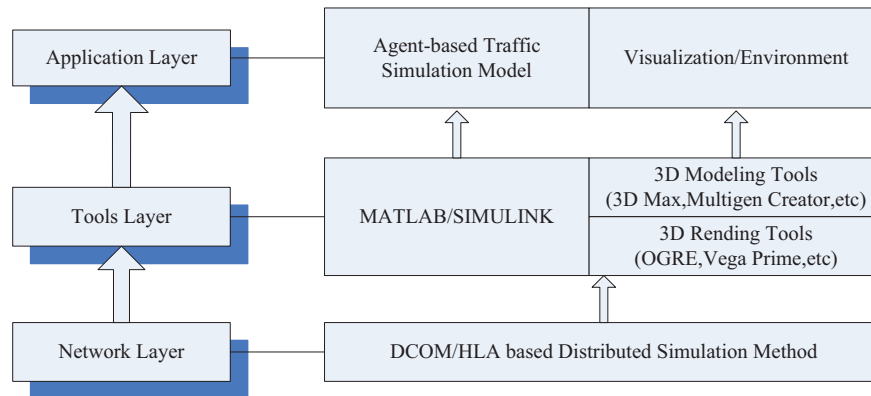 Application Layer
Agent-based Traffic
Simulation Model
Visualization/Environment
Tools Layer
MATLAB/SIMULINK
3D Modeling Tools
(3D Max,Multigen Creator,etc)
3D Rending Tools
(OGRE,Vega Prime,etc)
Network Layer
DCOM/HLA based Distributed Simulation Method